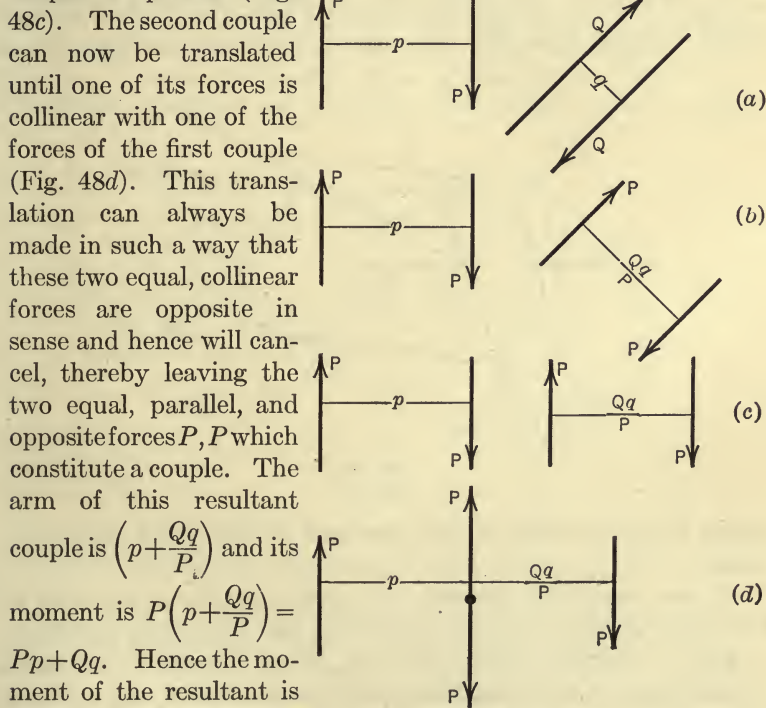 48c). The second couple
can now be translated
until one of its forces is
collinear with one of the
forces of the first couple
(Fig. 48d). This trans-
lation can always be
made in such a way that
these two equal, collinear
forces are opposite in
sense and hence will can-
cel, thereby leaving the
two equal, parallel, and
opposite forces P, P which
constitute a couple. The
arm of this resultant
couple is (p+Qq/P) and its
moment is P(p+Qq/P)=
Pp+Qq. Hence the mo-
ment of the resultant is
P
p
P
Q
q
Q
(a)
P
p
P
P
Qq/P
P
(b)
P
p
P
P
Qq/P
P
(c)
P
P
p
Qq/P
P
P
(d)